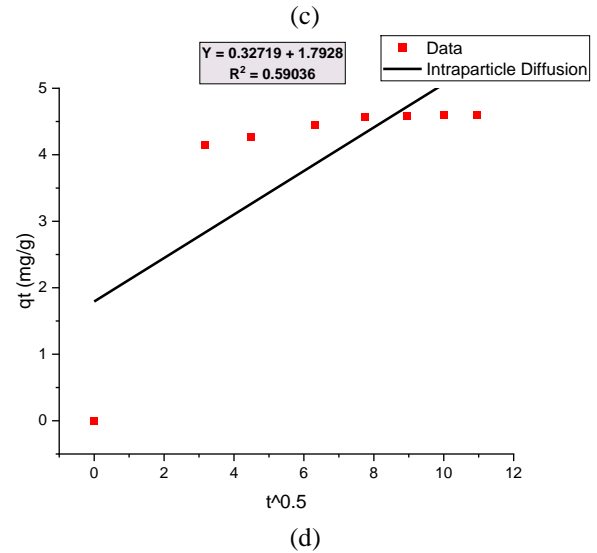 (c)
Y = 0.32719 + 1.7928
R² = 0.59036
Data
Intraparticle Diffusion
5
4
3
2
1
0
qt (mg/g)
0 2 4 6 8 10 12
t^0.5
(d)